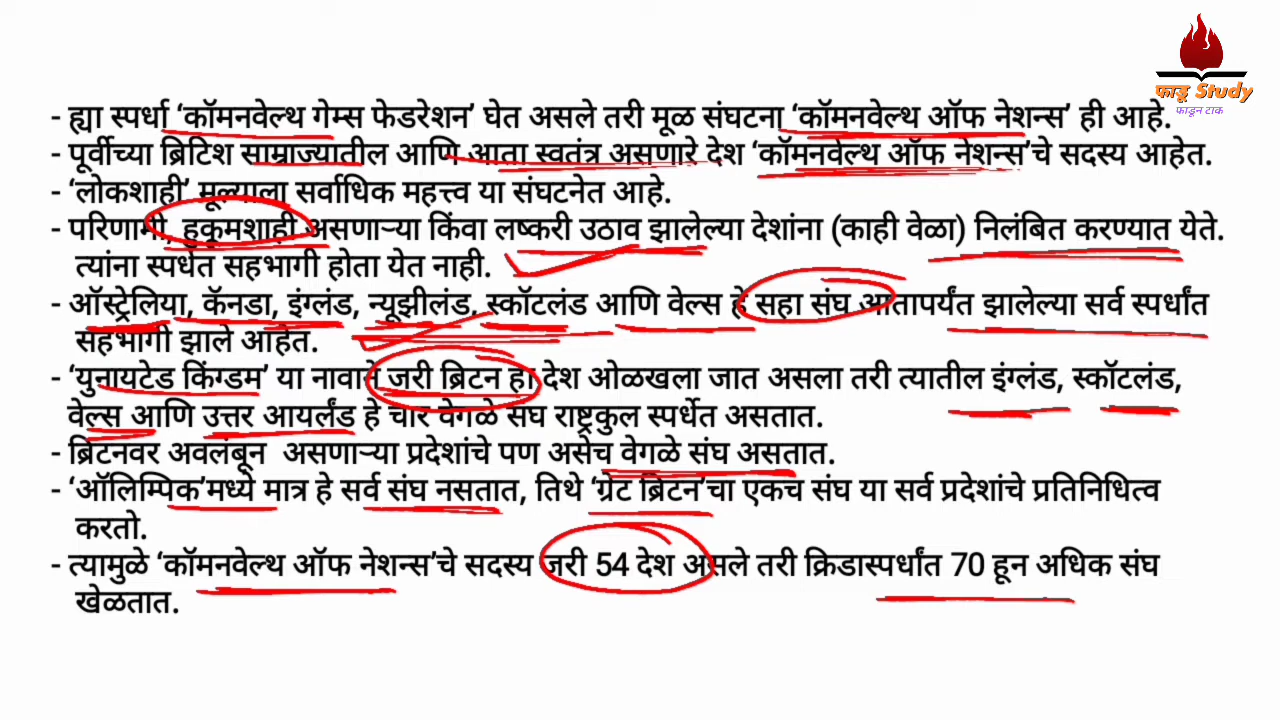 फाडू Study
फाडून टाक
- ह्या स्पर्धा ‘कॉमनवेल्थ गेम्स फेडरेशन’ घेत असले तरी मूळ संघटना ‘कॉमनवेल्थ ऑफ नेशन्स’ ही आहे.
- पूर्वीच्या ब्रिटिश साम्राज्यातील आणि आता स्वतंत्र असणारे देश ‘कॉमनवेल्थ ऑफ नेशन्स’चे सदस्य आहेत.
- ‘लोकशाही’ मूल्याला सर्वाधिक महत्त्व या संघटनेत आहे.
- परिणामी, हुकूमशाही असणाऱ्या किंवा लष्करी उठाव झालेल्या देशांना (काही वेळा) निलंबित करण्यात येते.
त्यांना स्पर्धेत सहभागी होता येत नाही.
- ऑस्ट्रेलिया, कॅनडा, इंग्लंड, न्यूझीलंड, स्कॉटलंड आणि वेल्स हे सहा संघ आतापर्यंत झालेल्या सर्व स्पर्धांत
सहभागी झाले आहेत.
- ‘युनायटेड किंग्डम’ या नावाने जरी ब्रिटन हा देश ओळखला जात असला तरी त्यातील इंग्लंड, स्कॉटलंड,
वेल्स आणि उत्तर आयर्लंड हे चार वेगळे संघ राष्ट्रकुल स्पर्धेत असतात.
- ब्रिटनवर अवलंबून असणाऱ्या प्रदेशांचे पण असेच वेगळे संघ असतात.
- ‘ऑलिम्पिक’मध्ये मात्र हे सर्व संघ नसतात, तिथे ‘ग्रेट ब्रिटन’चा एकच संघ या सर्व प्रदेशांचे प्रतिनिधित्व
करतो.
- त्यामुळे ‘कॉमनवेल्थ ऑफ नेशन्स’चे सदस्य जरी 54 देश असले तरी क्रिडास्पर्धांत 70 हून अधिक संघ
खेळतात.